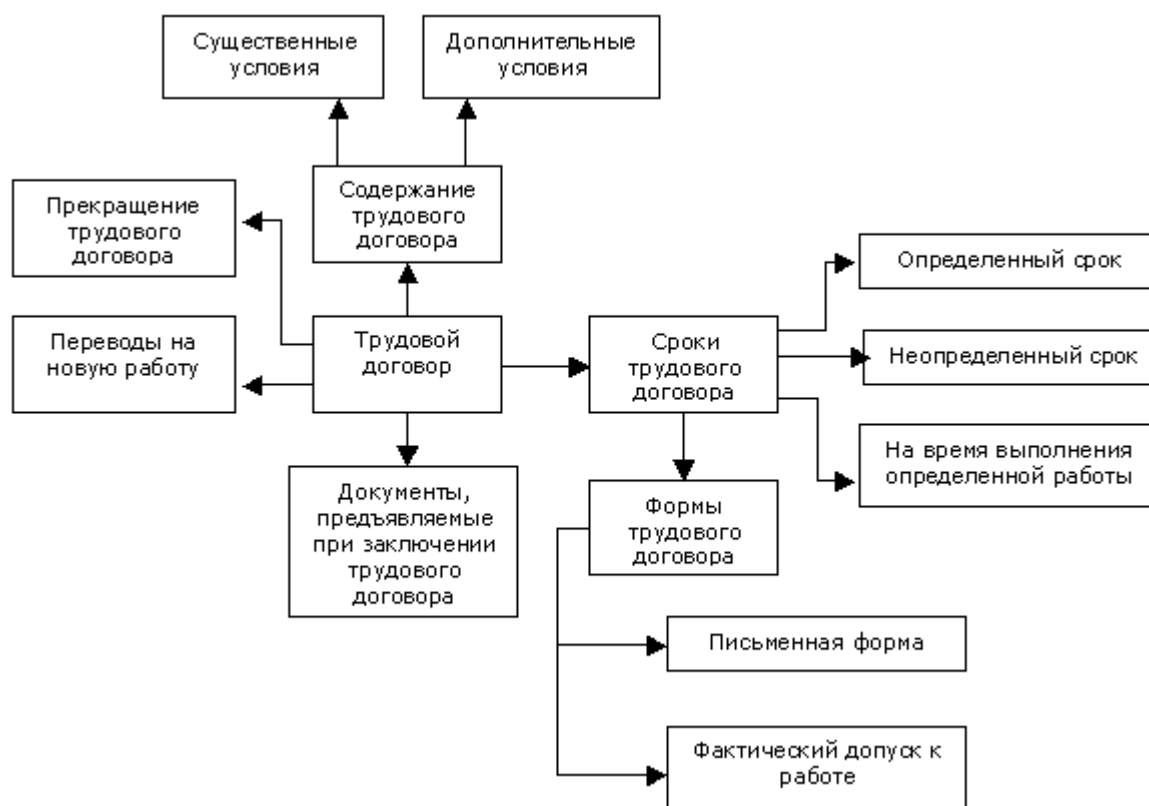 Существенные
условия
Дополнительные
условия
Прекращение
трудового
договора
Содержание
трудового
договора
Определенный срок
Переводы на
новую работу
Трудовой
договор
Сроки
трудового
договора
Неопределенный срок
На время выполнения
определенной работы
Документы,
предъявляемые
при заключении
трудового
договора
Формы
трудового
договора
Письменная форма
Фактический допуск к
работе